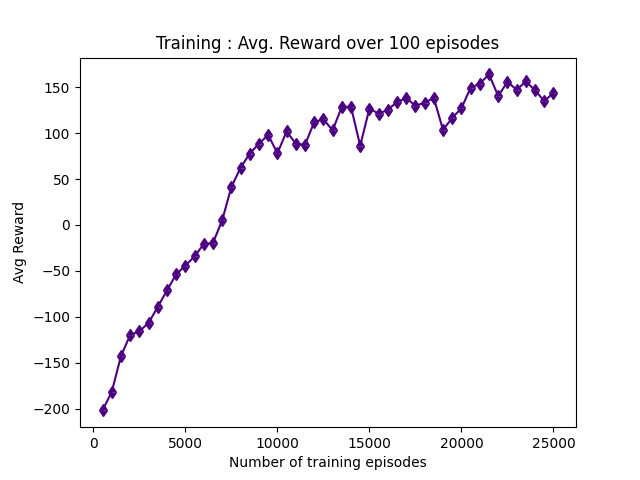 Training : Avg. Reward over 100 episodes
150
100
50
0
−50
−100
−150
−200
Avg Reward
0 5000 10000 15000 20000 25000
Number of training episodes